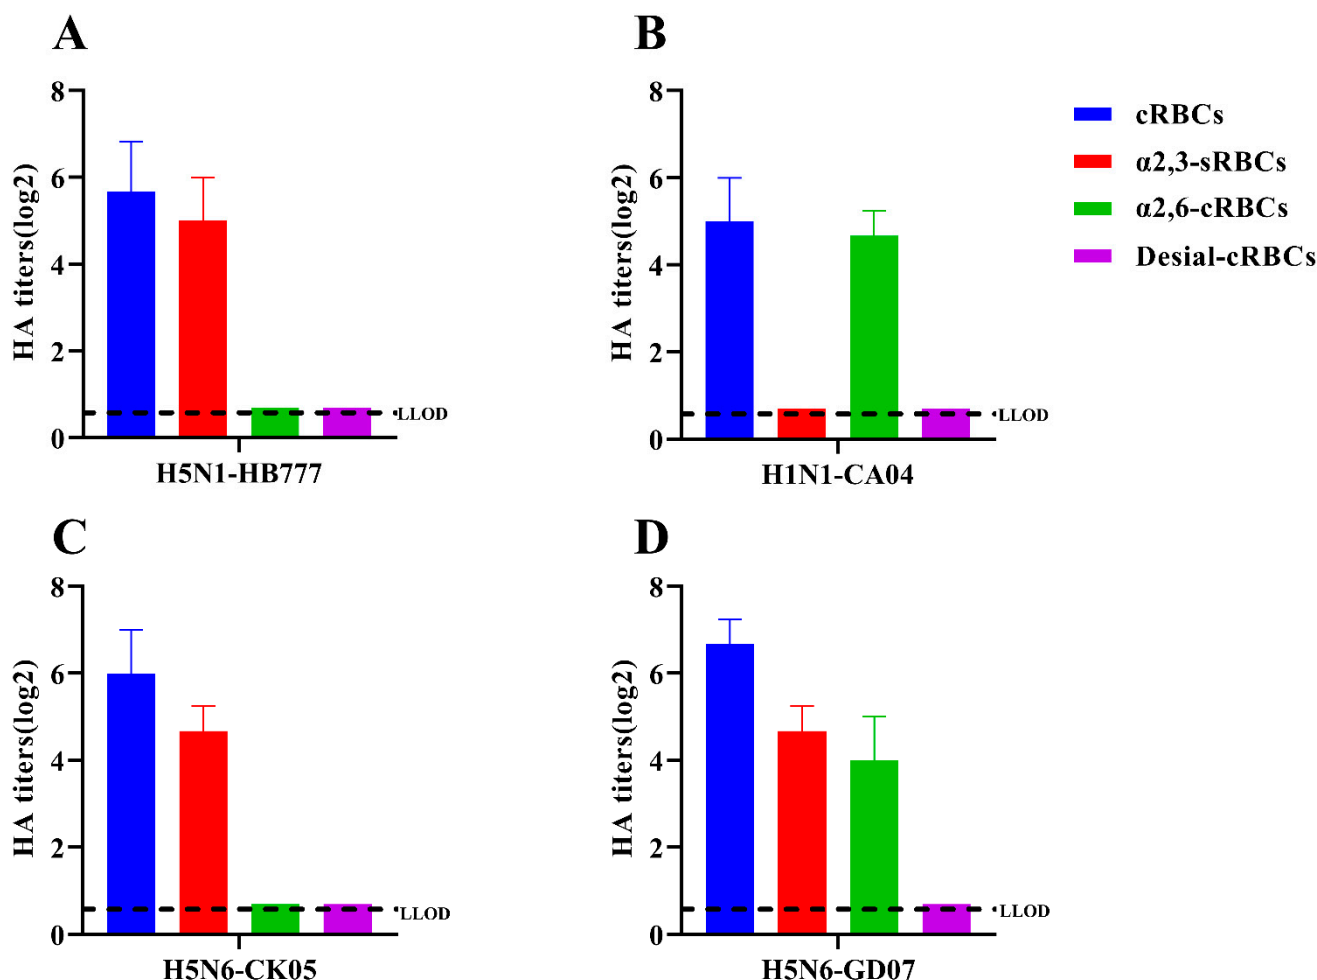 A
HA titers(log2)
8
6
4
2
0
LLOD
H5N1-HB777
B
HA titers(log2)
8
6
4
2
0
LLOD
H1N1-CA04
cRBCs
α2,3-sRBCs
α2,6-cRBCs
Desial-cRBCs
C
HA titers(log2)
8
6
4
2
0
LLOD
H5N6-CK05
D
HA titers(log2)
8
6
4
2
0
LLOD
H5N6-GD07